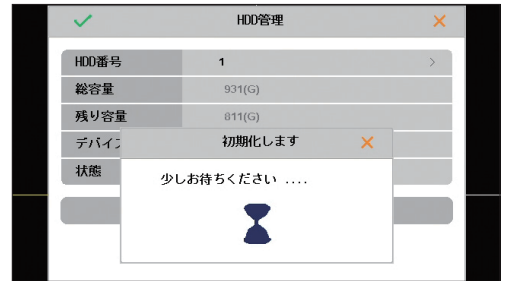 HDD管理
HDD番号 1
総容量 931(G)
残り容量 811(G)
デバイ
初期化します
状態
少しお待ちください ....